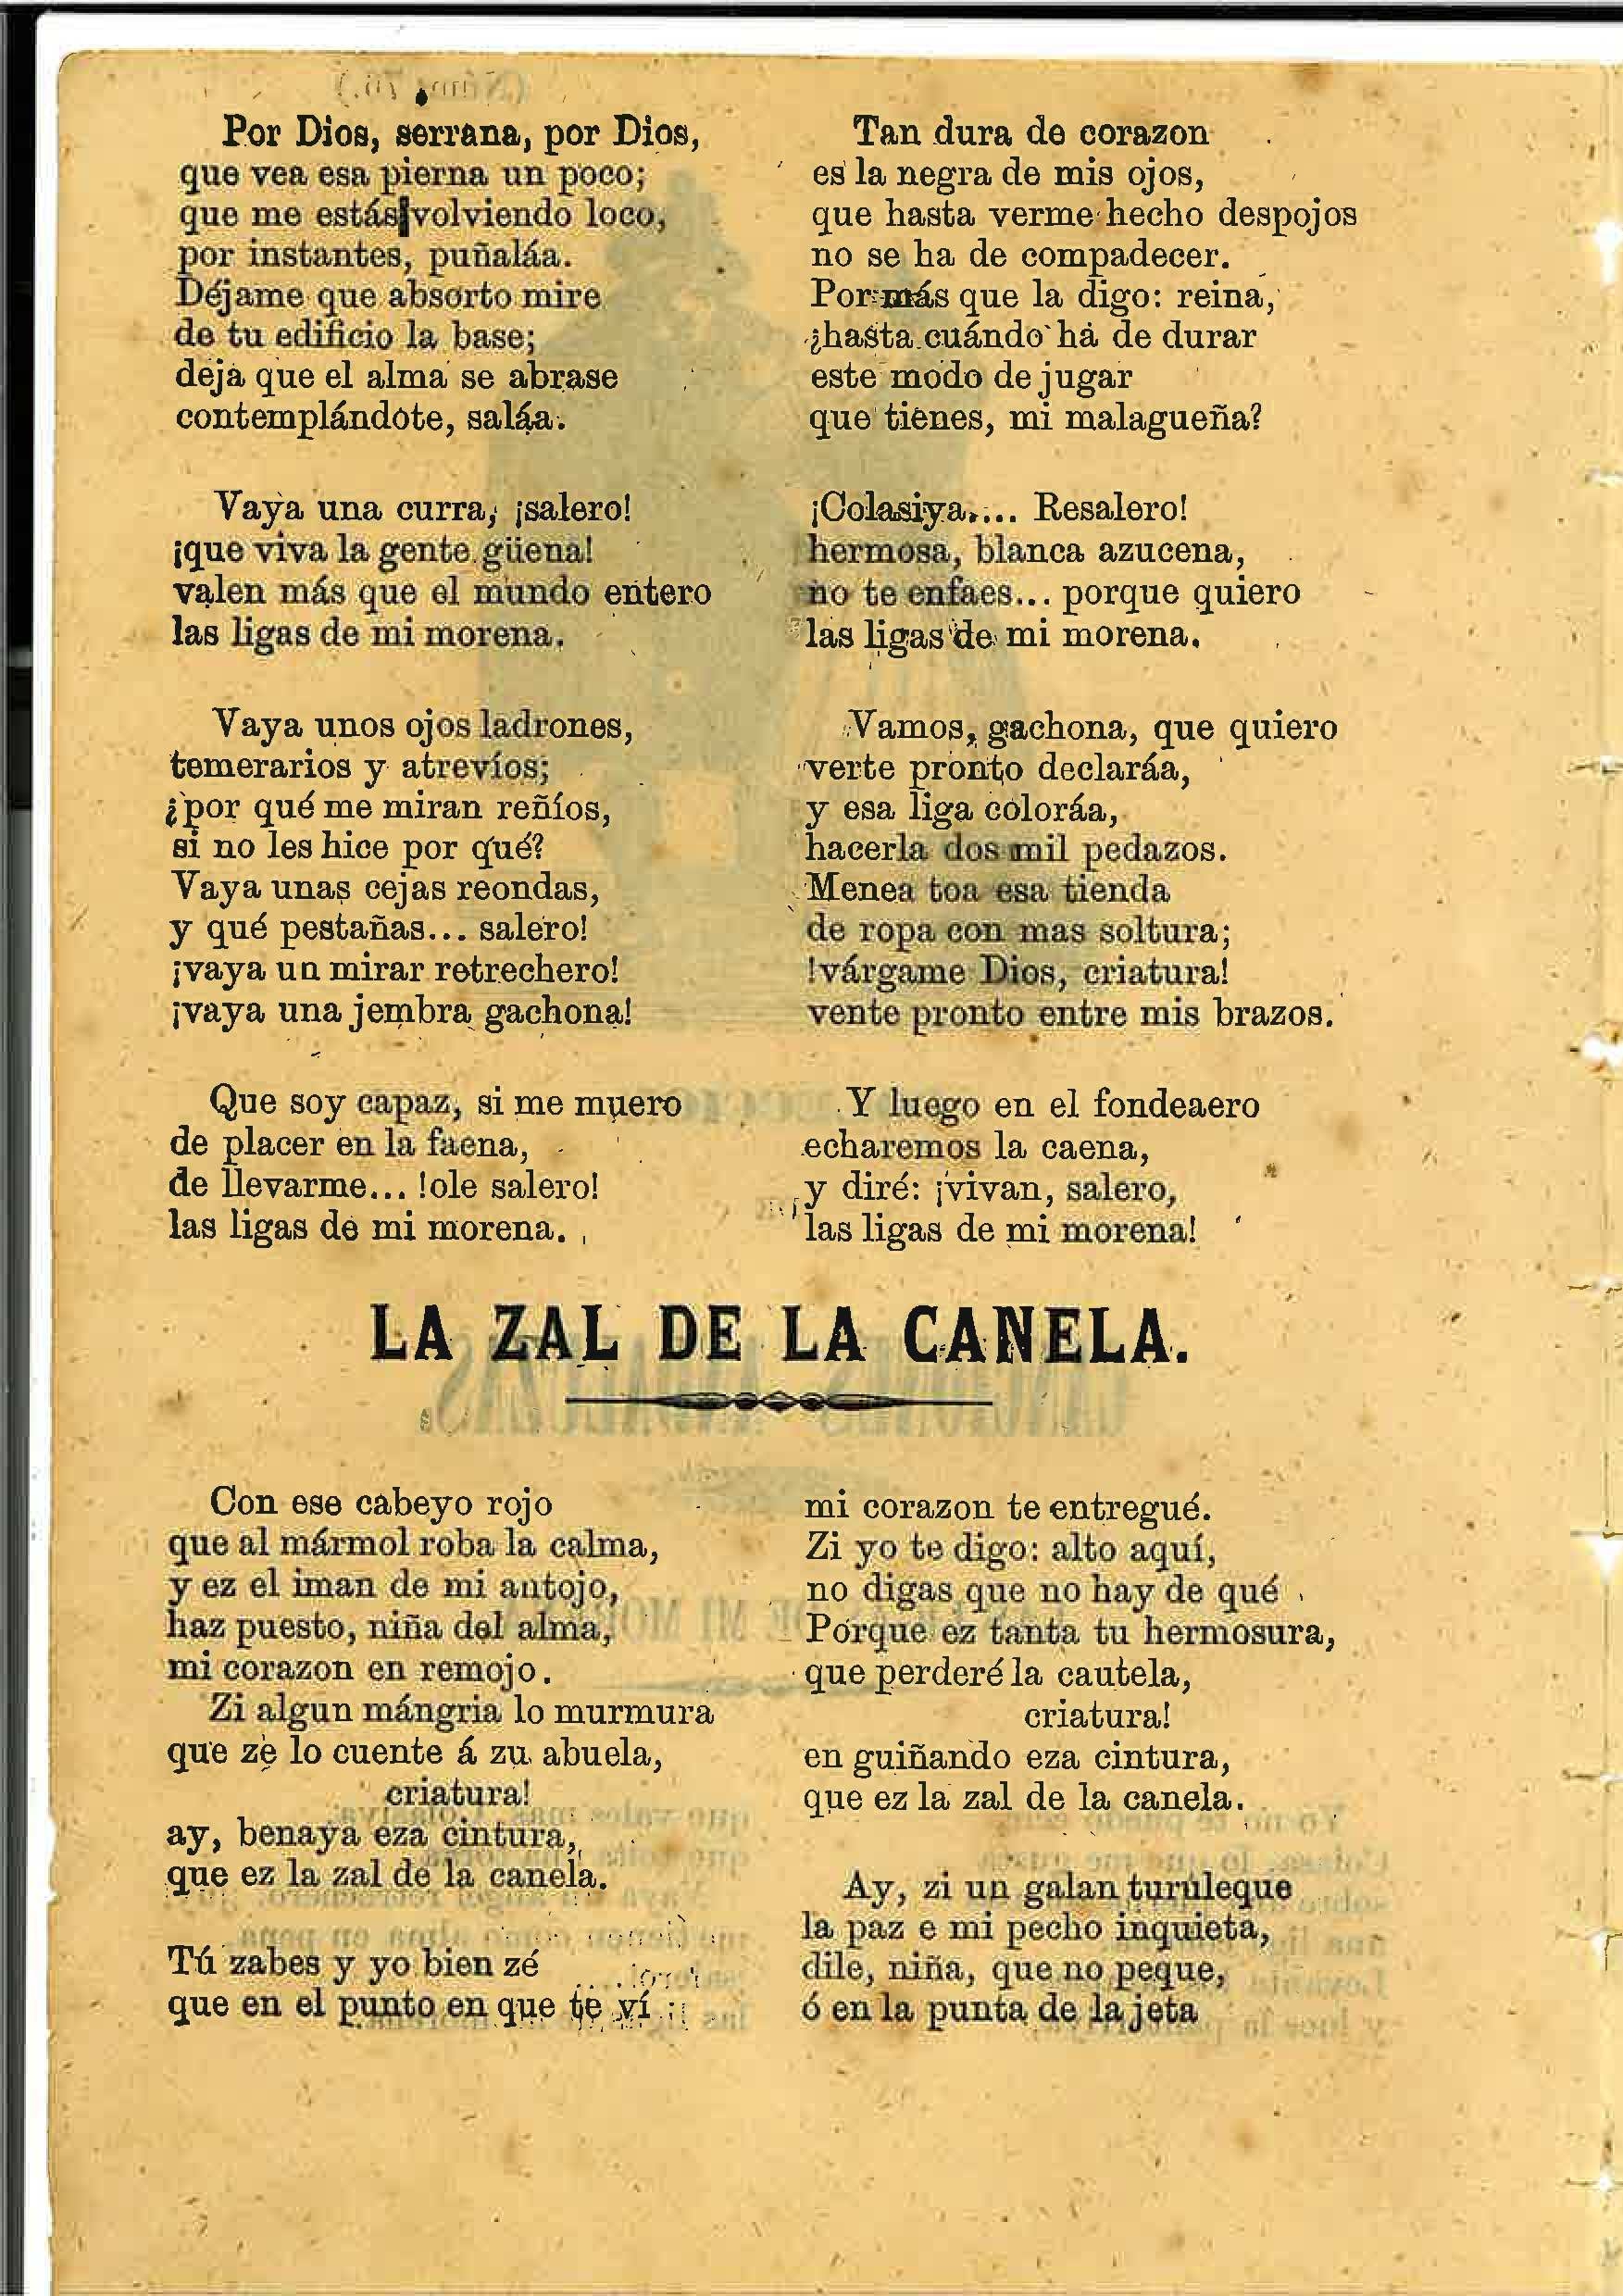 Por Dios, serrana, por Dios,
que vea esa pierna un poco;
que me estás volviendo loco,
por instantes, puñaláa.
Déjame que absorto mire
de tu edificio la base;
deja que el alma se abrase
contemplándote, saláa.
Vaya una curra, ¡salero!
¡que viva la gente güena!
valen más que el mundo entero
las ligas de mi morena.
Vaya unos ojos ladrones,
temerarios y atrevíos;
¿por qué me miran reñíos,
si no les hice por qué?
Vaya unas cejas reondas,
y qué pestañas... salero!
¡vaya un mirar retrechero!
¡vaya una jembra gachona!
Que soy capaz, si me muero
de placer en la faena,
de llevarme... !ole salero!
las ligas de mi morena.
Tan dura de corazon
es la negra de mis ojos,
que hasta verme hecho despojos
no se ha de compadecer.
Por más que la digo: reina,
¿hasta cuándo ha de durar
este modo de jugar
que tienes, mi malagueña?
¡Colasiya.... Resalero!
hermosa, blanca azucena,
no te enfaes... porque quiero
las ligas de mi morena.
Vamos, gachona, que quiero
verte pronto declaráa,
y esa liga coloráa,
hacerla dos mil pedazos.
Menea toa esa tienda
de ropa con mas soltura;
!várgame Dios, criatura!
vente pronto entre mis brazos.
Y luego en el fondeaero
echaremos la caena,
y diré: ¡vivan, salero,
las ligas de mi morena!
LA ZAL DE LA CANELA.
Con ese cabeyo rojo
que al mármol roba la calma,
y ez el iman de mi antojo,
haz puesto, niña del alma,
mi corazon en remojo.
Zi algun mángria lo murmura
que ze lo cuente á zu abuela,
criatura!
ay, benaya eza cintura,
que ez la zal de la canela.
Tú zabes y yo bien zé
que en el punto en que te ví
mi corazon te entregué.
Zi yo te digo: alto aquí,
no digas que no hay de qué
Porque ez tanta tu hermosura,
que perderé la cautela,
criatura!
en guiñando eza cintura,
que ez la zal de la canela.
Ay, zi un galan turuleque
la paz e mi pecho inquieta,
dile, niña, que no peque,
ó en la punta de la jeta